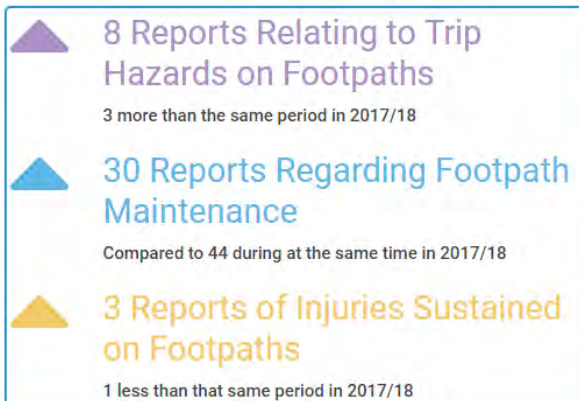 8 Reports Relating to Trip
Hazards on Footpaths
3 more than the same period in 2017/18
30 Reports Regarding Footpath
Maintenance
Compared to 44 during at the same time in 2017/18
3 Reports of Injuries Sustained
on Footpaths
1 less than that same period in 2017/18